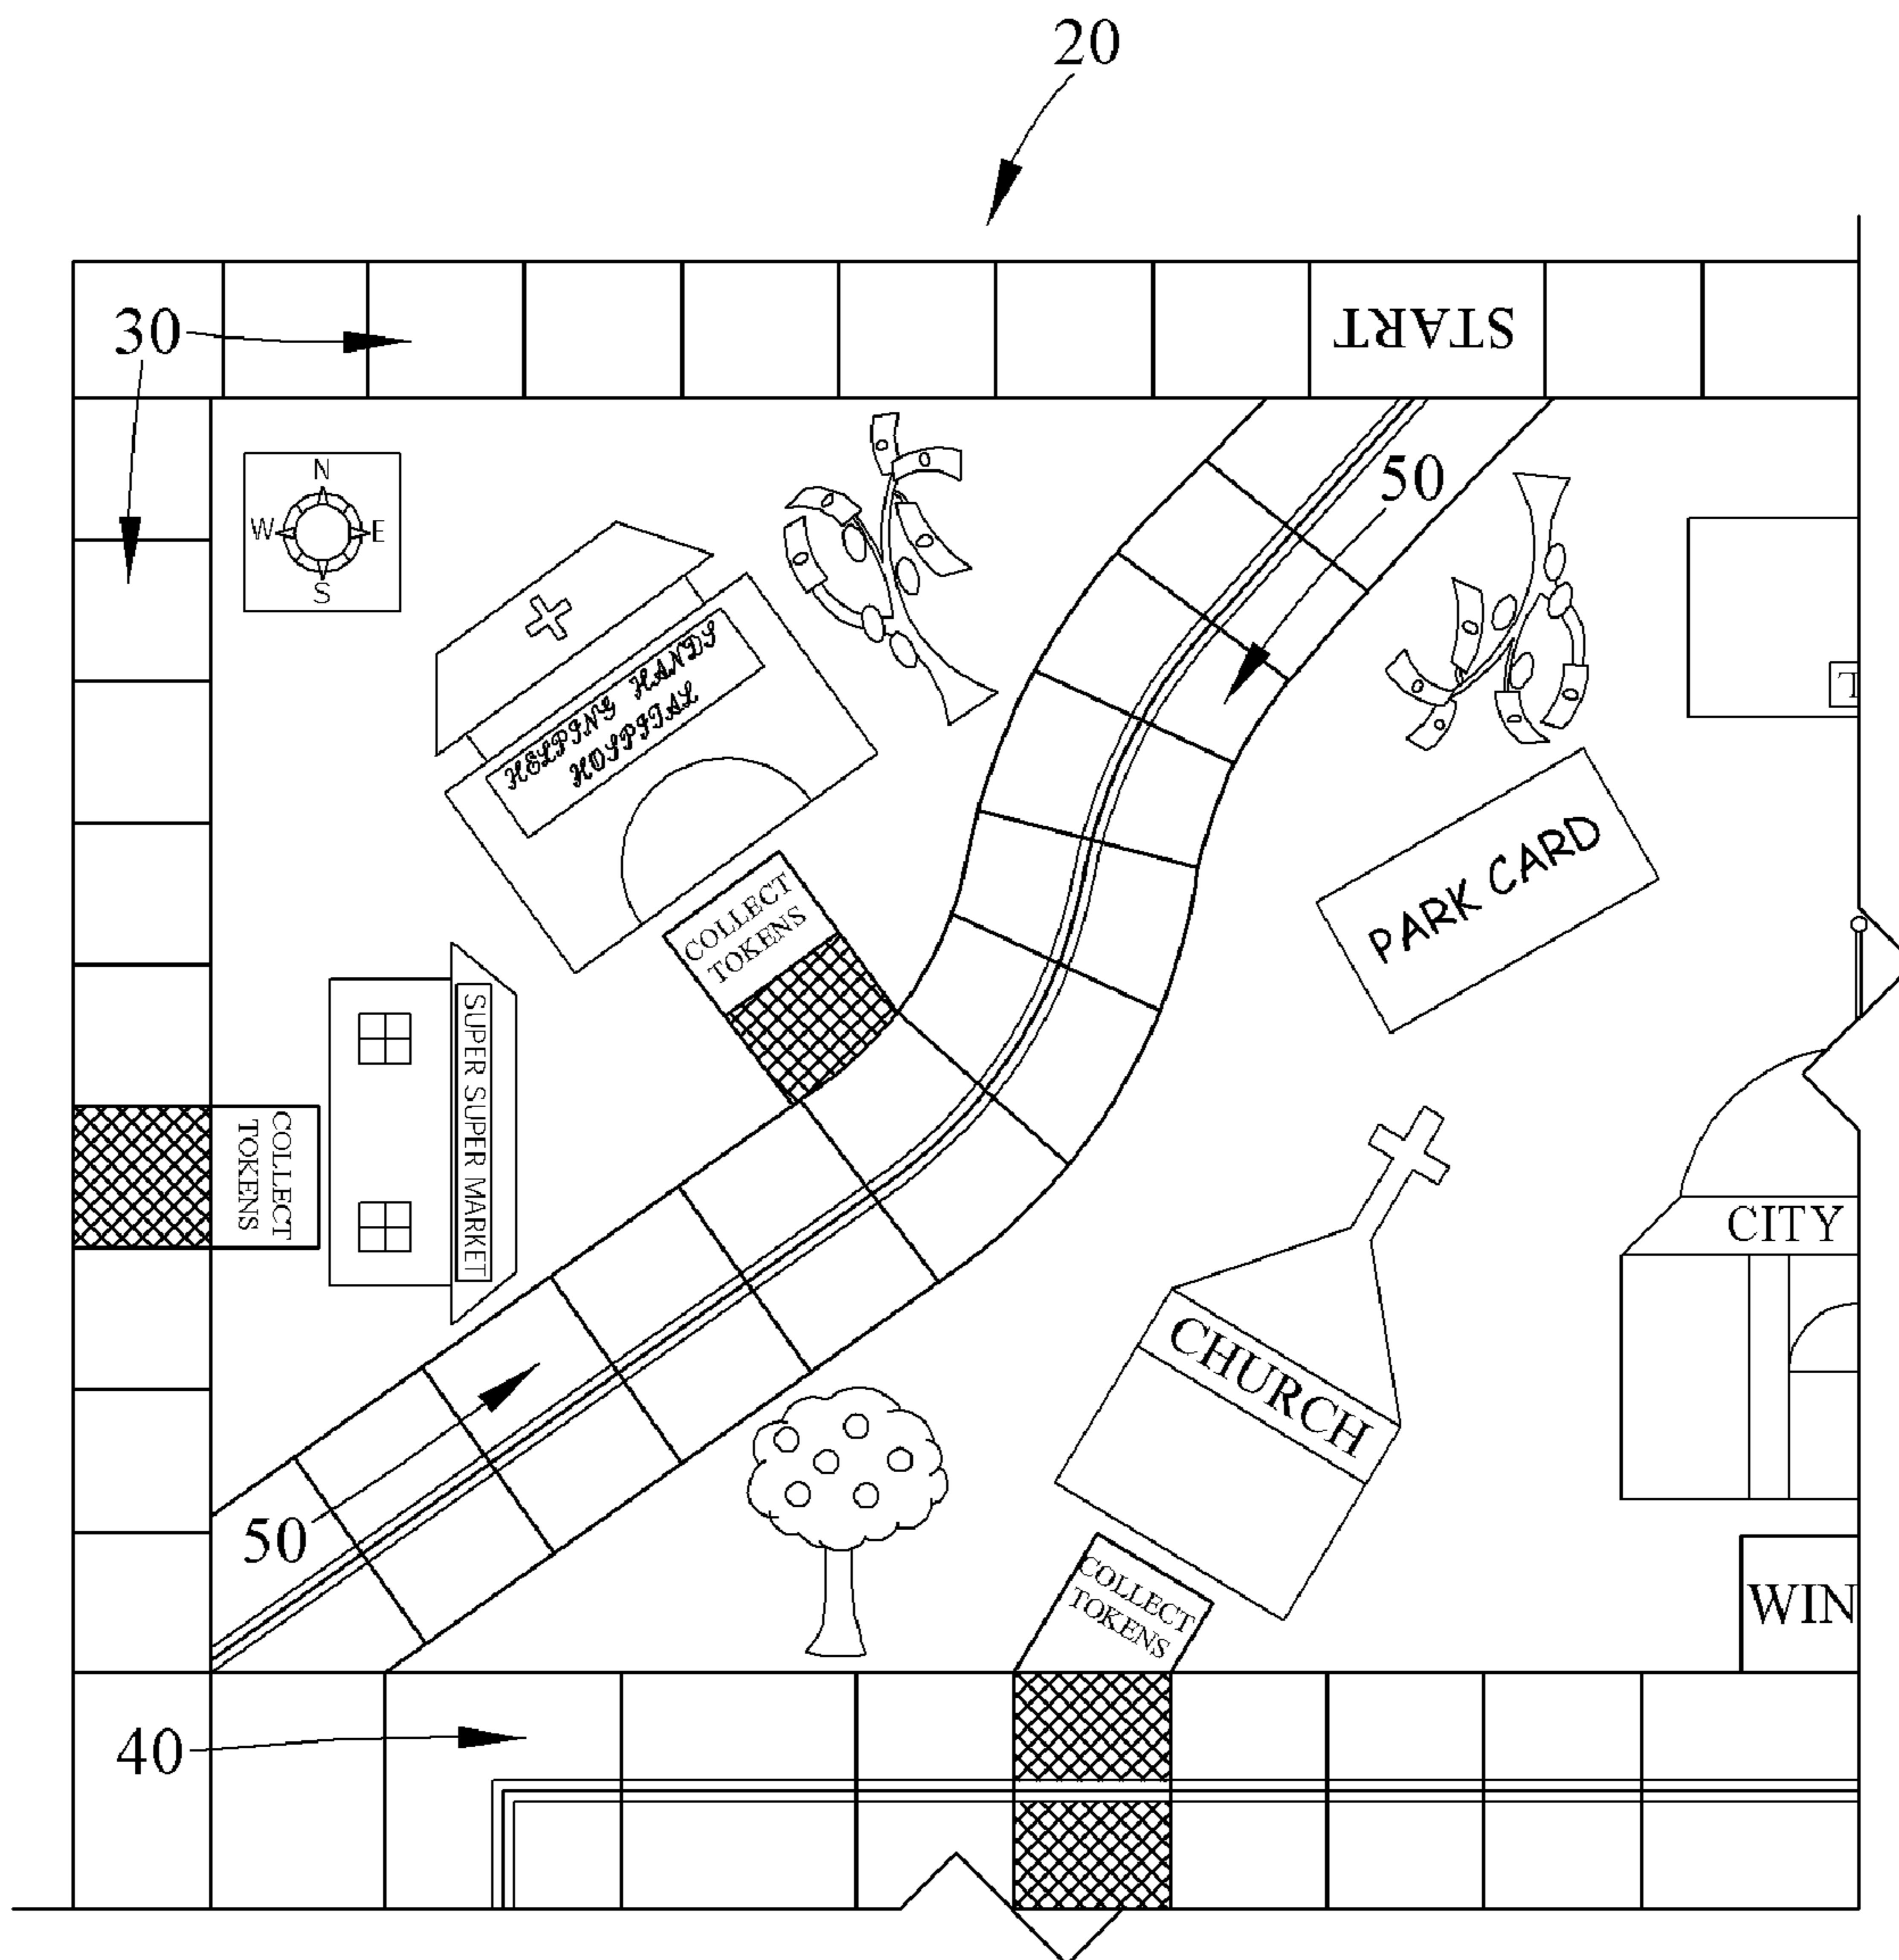 20
30
START
N
W E
S
50
HELPING HANDS
HOSPITAL
T
PARK CARD
COLLECT
TOKENS
SUPER SUPER MARKET
COLLECT
TOKENS
CITY
CHURCH
50
COLLECT
TOKENS
WIN
40